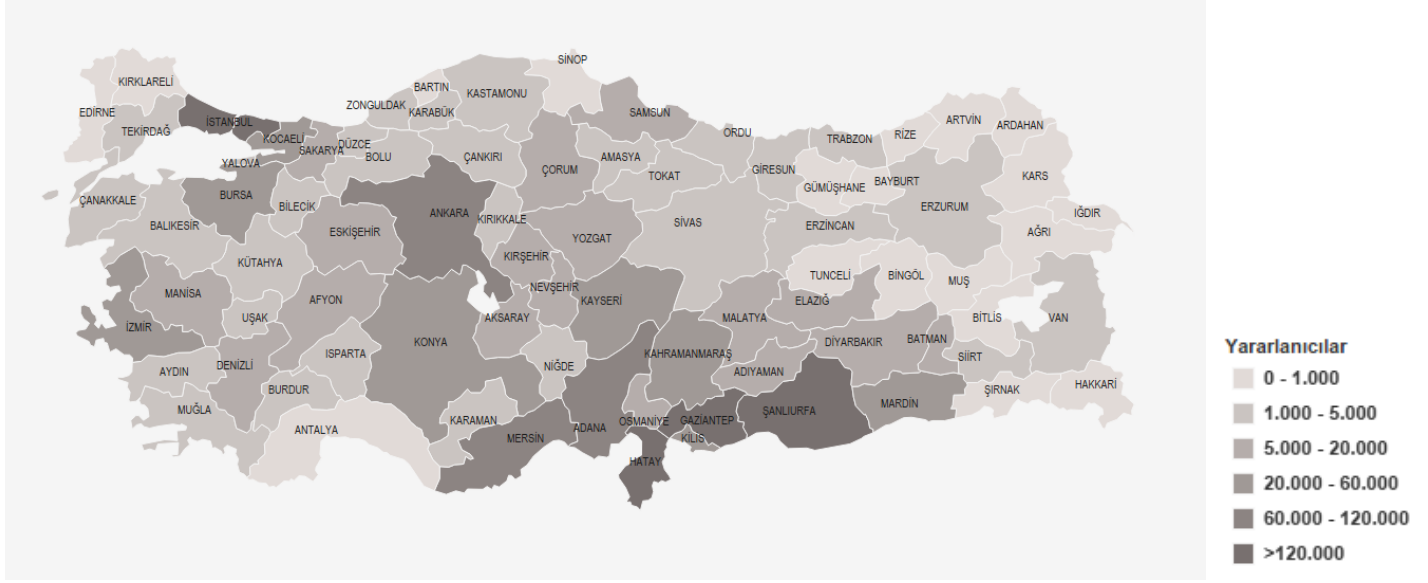 SİNOP
KIRKLARELİ
BARTIN
KASTAMONU
ZONGULDAK
KARABÜK
EDİRNE
TEKİRDAĞ
İSTANBUL
KOCAELİ
SAKARYA
DÜZCE
BOLU
YALOVA
ÇANKIRI
SAMSUN
ORDU
TRABZON
RİZE
ARTVİN
ARDAHAN
AMASYA
ÇORUM
TOKAT
GİRESUN
GÜMÜŞHANE
BAYBURT
KARS
ÇANAKKALE
BURSA
BİLECİK
ANKARA
KIRIKKALE
SİVAS
ERZURUM
IĞDIR
BALIKESİR
ESKİŞEHİR
YOZGAT
ERZİNCAN
AĞRI
KÜTAHYA
KIRŞEHİR
TUNCELİ
BİNGÖL
MUŞ
MANİSA
AFYON
NEVŞEHİR
KAYSERİ
ELAZIĞ
İZMİR
UŞAK
AKSARAY
MALATYA
BİTLİS
VAN
KONYA
DİYARBAKIR
BATMAN
ISPARTA
KAHRAMANMARAŞ
SİİRT
AYDIN
DENİZLİ
NİĞDE
ADIYAMAN
BURDUR
ŞIRNAK
HAKKARİ
MUĞLA
KARAMAN
ŞANLIURFA
MARDİN
ANTALYA
MERSİN
ADANA
OSMANİYE
GAZİANTEP
KİLİS
HATAY
Yararlanıcılar
0 - 1.000
1.000 - 5.000
5.000 - 20.000
20.000 - 60.000
60.000 - 120.000
>120.000